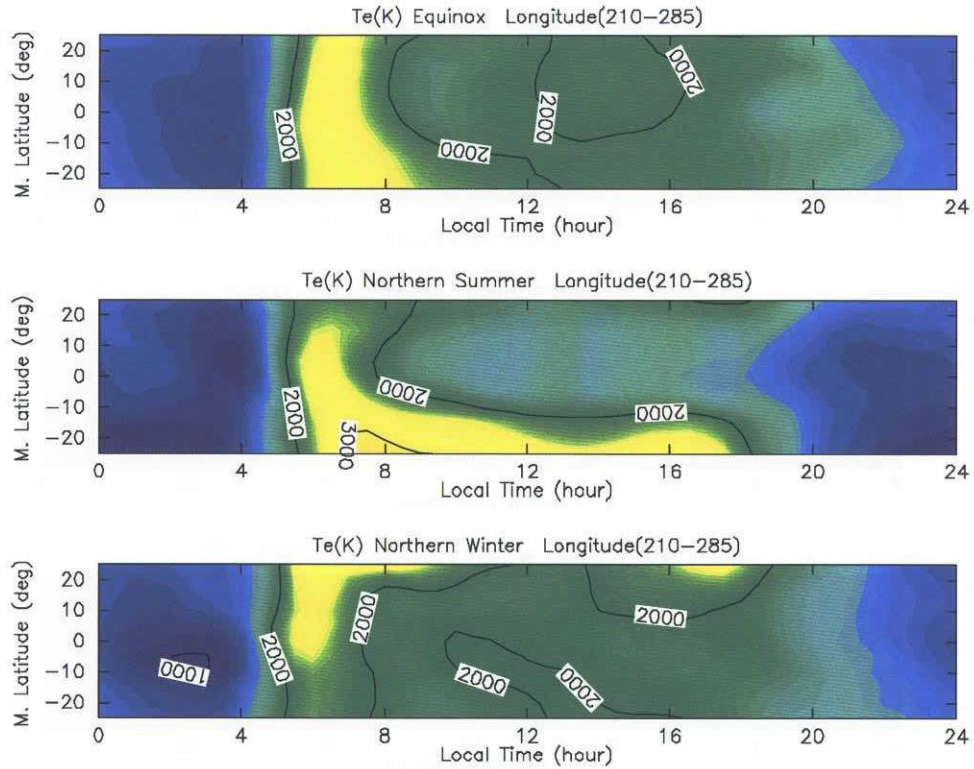 Te(K) Equinox Longitude(210-285)
M. Latitude (deg)
20
10
0
-10
-20
2000
2000
2000
2000
0 4 8 12 16 20 24
Local Time (hour)
Te(K) Northern Summer Longitude(210-285)
M. Latitude (deg)
20
10
0
-10
-20
2000
3000
2000
2000
0 4 8 12 16 20 24
Local Time (hour)
Te(K) Northern Winter Longitude(210-285)
M. Latitude (deg)
20
10
0
-10
-20
1000
2000
2000
2000
2000
2000
0 4 8 12 16 20 24
Local Time (hour)